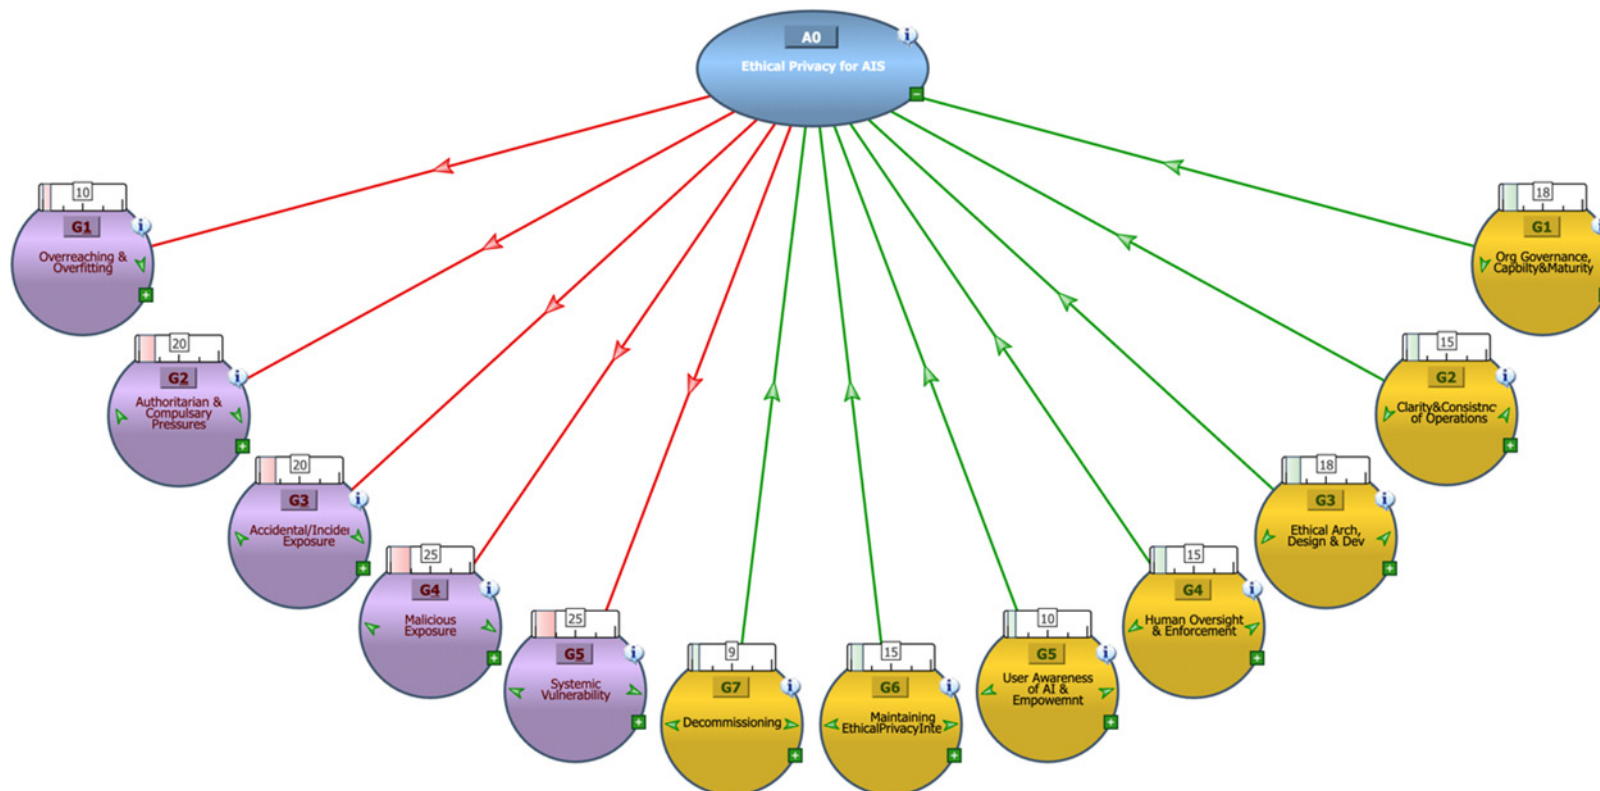 A0
Ethical Privacy for AIS
10
G1
Overreaching &
Overfitting
20
G2
Authoritarian &
Compulsary
Pressures
20
G3
Accidental/Incider
Exposure
25
G4
Malicious
Exposure
25
G5
Systemic
Vulnerability
9
G7
Decommissioning
15
G6
Maintaining
EthicalPrivacyInte
10
G5
User Awareness
of AI &
Empowemnt
15
G4
Human Oversight
& Enforcement
18
G3
Ethical Arch,
Design & Dev
15
G2
Clarity&Consistnc
of Operations
18
G1
Org Governance,
Capbilty&Maturity